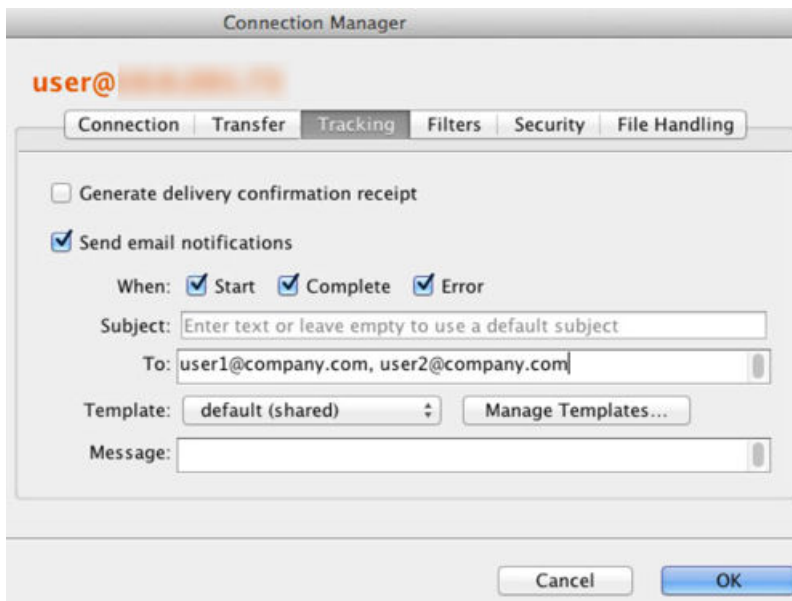 Connection Manager
user@
Connection Transfer Tracking Filters Security File Handling
Generate delivery confirmation receipt
Send email notifications
When: Start Complete Error
Subject: Enter text or leave empty to use a default subject
To: user1@company.com, user2@company.com
Template: default (shared) Manage Templates...
Message:
Cancel OK